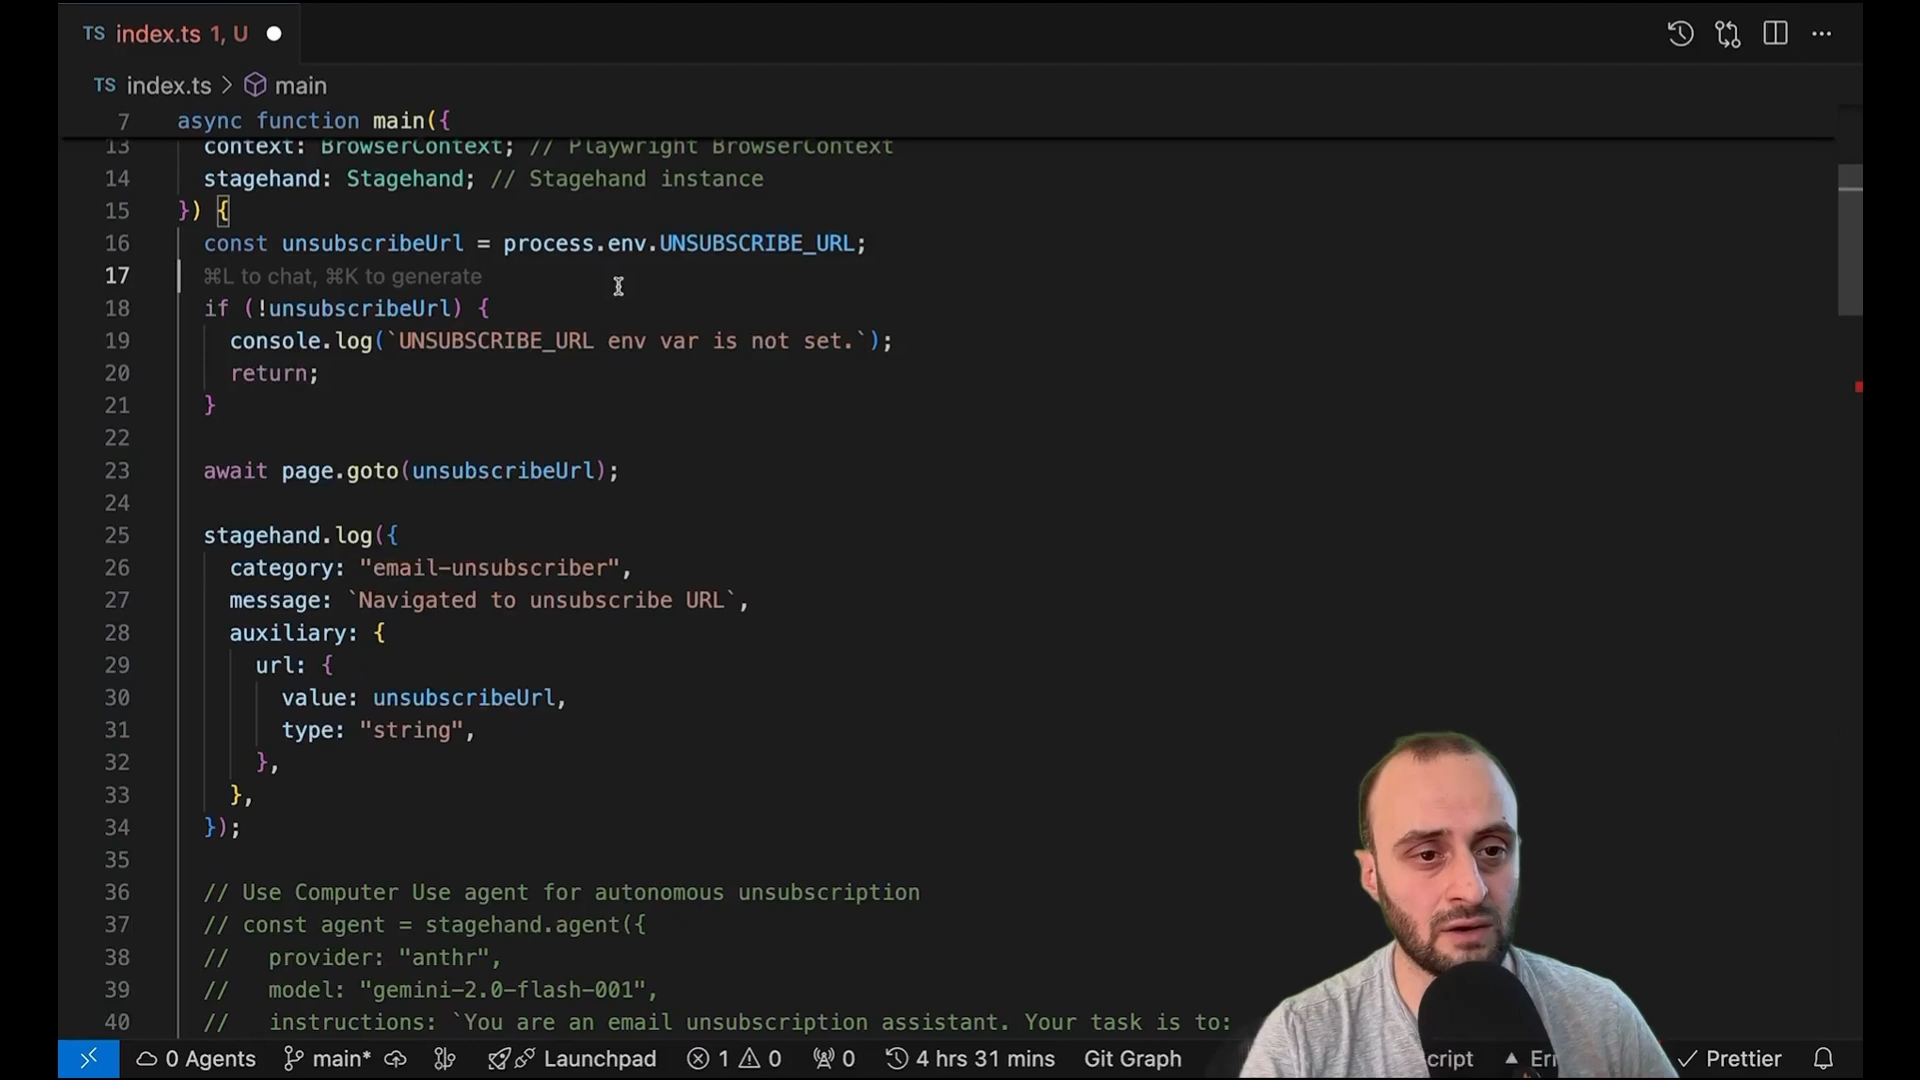 TS index.ts 1, U
TS index.ts > main
7 async function main({
13 context: BrowserContext; // Playwright BrowserContext
14 stagehand: Stagehand; // Stagehand instance
15 }) {
16 const unsubscribeUrl = process.env.UNSUBSCRIBE_URL;
17 ⌘L to chat, ⌘K to generate
18 if (!unsubscribeUrl) {
19 console.log(`UNSUBSCRIBE_URL env var is not set.`);
20 return;
21 }
22
23 await page.goto(unsubscribeUrl);
24
25 stagehand.log({
26 category: "email-unsubscriber",
27 message: `Navigated to unsubscribe URL`,
28 auxiliary: {
29 url: {
30 value: unsubscribeUrl,
31 type: "string",
32 },
33 },
34 });
35
36 // Use Computer Use agent for autonomous unsubscription
37 // const agent = stagehand.agent({
38 // provider: "anthr",
39 // model: "gemini-2.0-flash-001",
40 // instructions: `You are an email unsubscription assistant. Your task is to:
0 Agents main* Launchpad 1 0 0 4 hrs 31 mins Git Graph cript Prettier